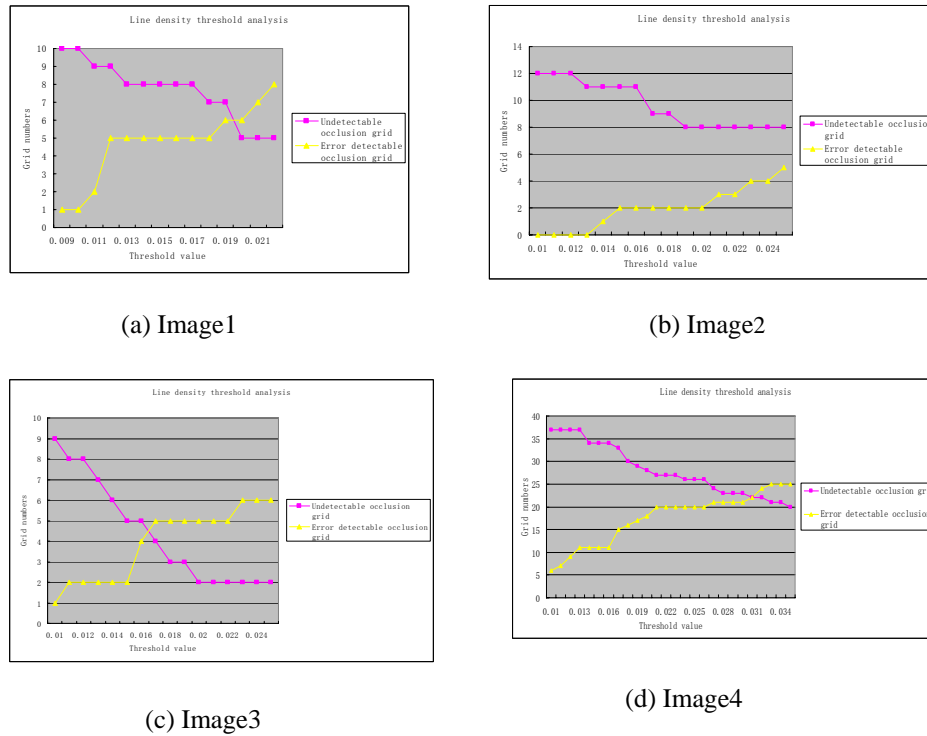 Line density threshold analysis
10
9
8
7
6
5
4
3
2
1
0
Grid numbers
0.009 0.011 0.013 0.015 0.017 0.019 0.021
Threshold value
Undetectable
occlusion grid
Error detectable
occlusion grid
(a) Image1
Line density threshold analysis
14
12
10
8
6
4
2
0
Grid numbers
0.01 0.012 0.014 0.016 0.018 0.02 0.022 0.024
Threshold value
Undetectable occlusion
grid
Error detectable
occlusion grid
(b) Image2
Line density threshold analysis
10
9
8
7
6
5
4
3
2
1
0
Grid numbers
0.01 0.012 0.014 0.016 0.018 0.02 0.022 0.024
Threshold value
Undetectable occlusion
grid
Error detectable occlusion
grid
(c) Image3
Line density threshold analysis
40
35
30
25
20
15
10
5
0
Grid numbers
0.01 0.013 0.016 0.019 0.022 0.025 0.028 0.031 0.034
Threshold value
Undetectable occlusion gri
Error detectable occlusion
grid
(d) Image4